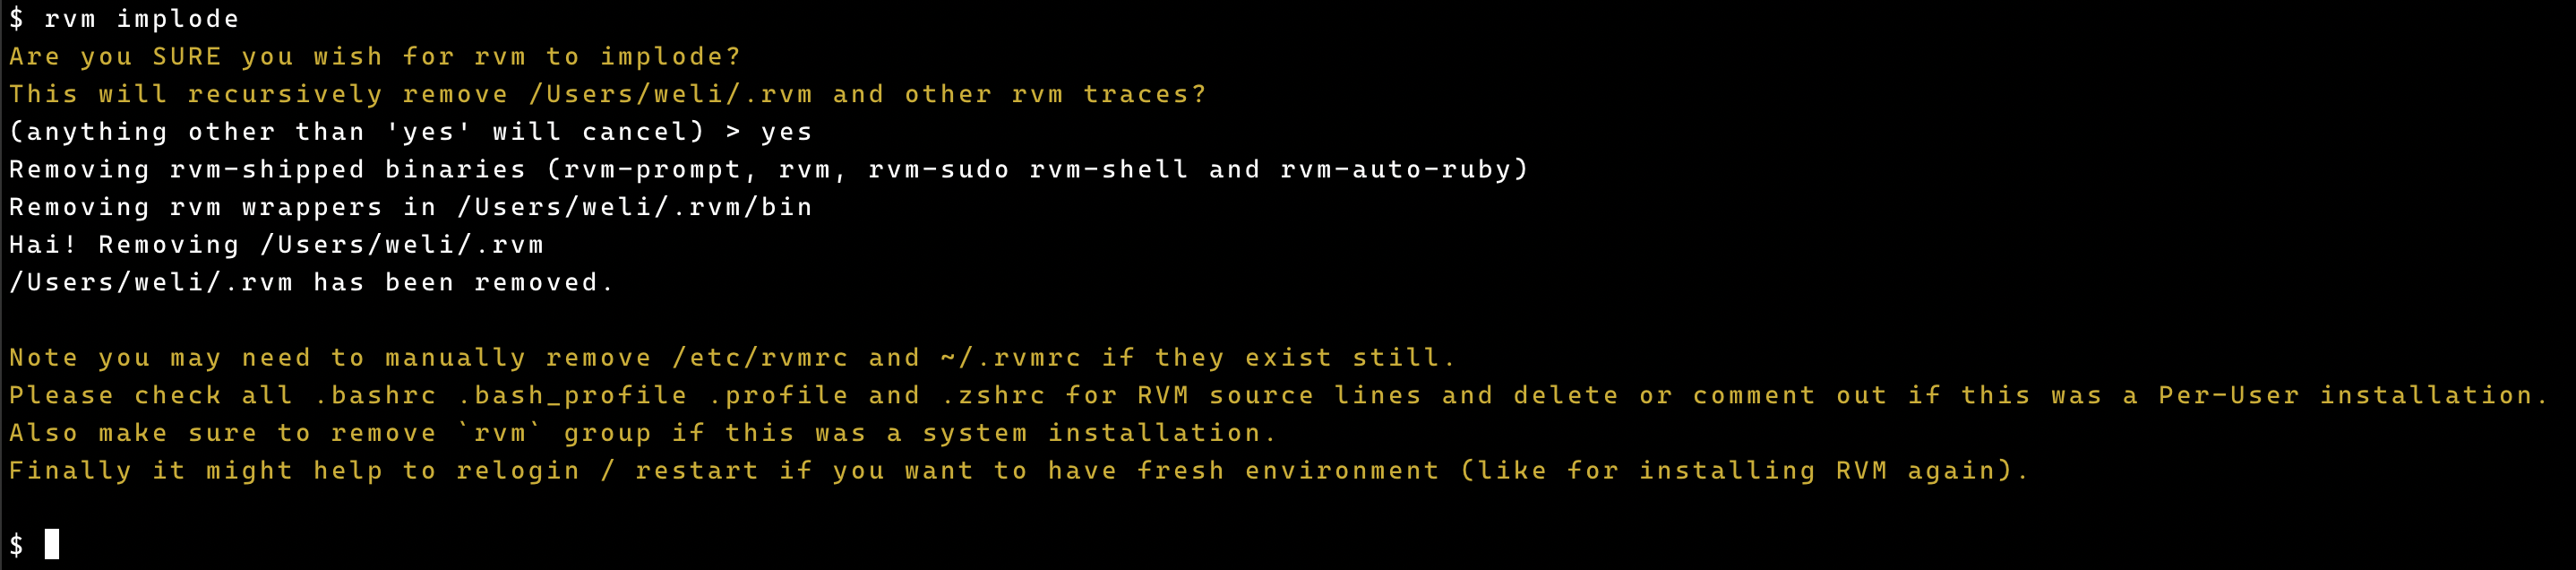 $ rvm implode
Are you SURE you wish for rvm to implode?
This will recursively remove /Users/weli/.rvm and other rvm traces?
(anything other than 'yes' will cancel) > yes
Removing rvm-shipped binaries (rvm-prompt, rvm, rvm-sudo rvm-shell and rvm-auto-ruby)
Removing rvm wrappers in /Users/weli/.rvm/bin
Hai! Removing /Users/weli/.rvm
/Users/weli/.rvm has been removed.
Note you may need to manually remove /etc/rvmrc and ~/.rvmrc if they exist still.
Please check all .bashrc .bash_profile .profile and .zshrc for RVM source lines and delete or comment out if this was a Per-User installation.
Also make sure to remove `rvm` group if this was a system installation.
Finally it might help to relogin / restart if you want to have fresh environment (like for installing RVM again).
$